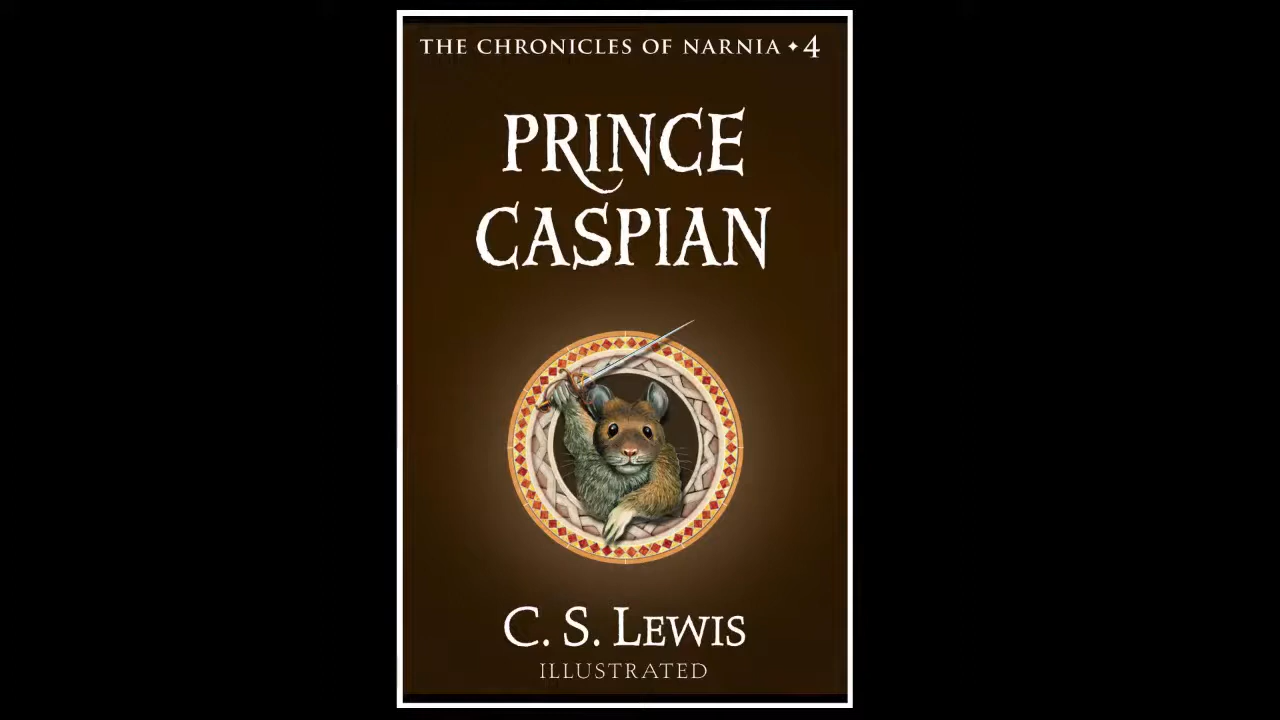 THE CHRONICLES OF NARNIA ✦ 4
PRINCE
CASPIAN
C. S. LEWIS
ILLUSTRATED